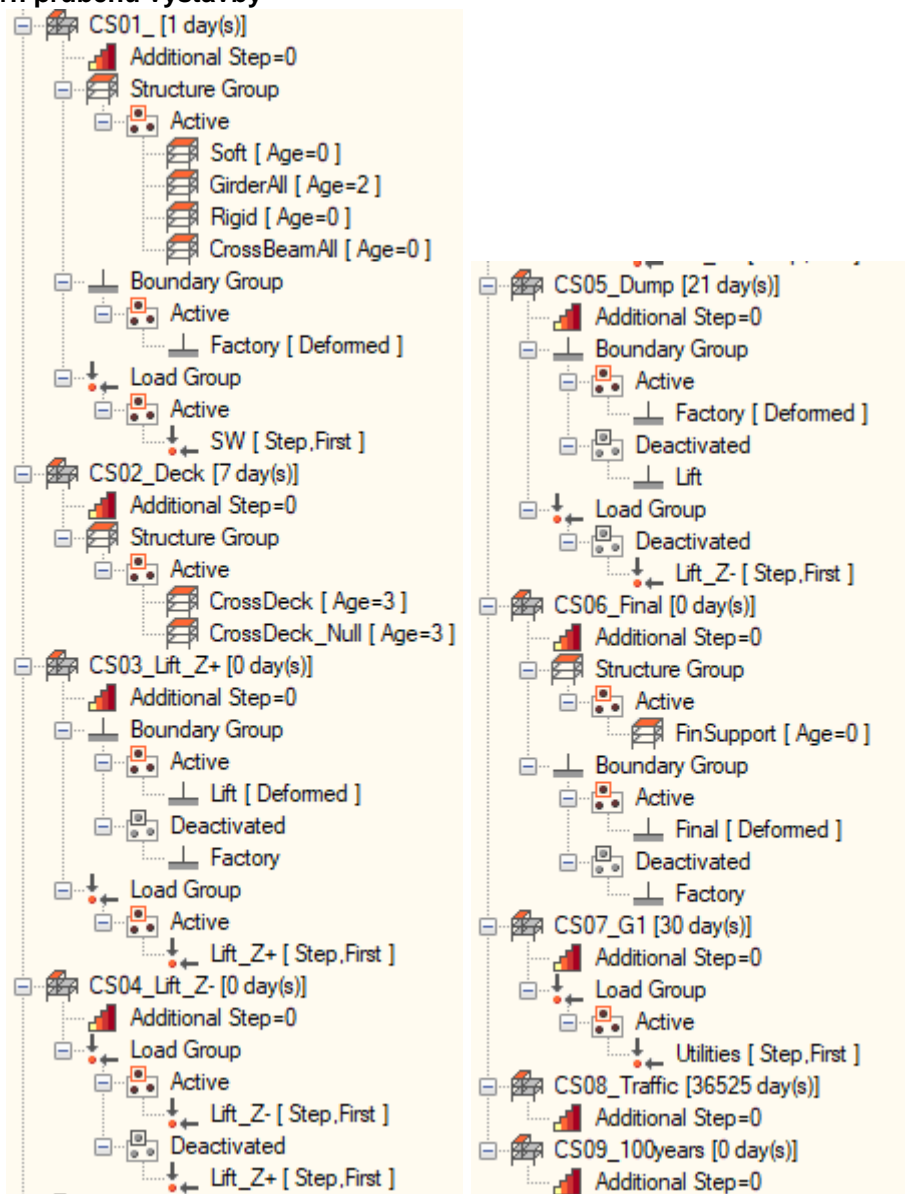 průběhu výstavby
CS01_ [1 day(s)]
Additional Step=0
Structure Group
Active
Soft [ Age=0 ]
GirderAll [ Age=2 ]
Rigid [ Age=0 ]
CrossBeamAll [ Age=0 ]
Boundary Group
Active
Factory [ Deformed ]
Load Group
Active
SW [ Step,First ]
CS02_Deck [7 day(s)]
Additional Step=0
Structure Group
Active
CrossDeck [ Age=3 ]
CrossDeck_Null [ Age=3 ]
CS03_Lift_Z+ [0 day(s)]
Additional Step=0
Boundary Group
Active
Lift [ Deformed ]
Deactivated
Factory
Load Group
Active
Lift_Z+ [ Step,First ]
CS04_Lift_Z- [0 day(s)]
Additional Step=0
Load Group
Active
Lift_Z- [ Step,First ]
Deactivated
Lift_Z+ [ Step,First ]
CS05_Dump [21 day(s)]
Additional Step=0
Boundary Group
Active
Factory [ Deformed ]
Deactivated
Lift
Load Group
Deactivated
Lift_Z- [ Step,First ]
CS06_Final [0 day(s)]
Additional Step=0
Structure Group
Active
FinSupport [ Age=0 ]
Boundary Group
Active
Final [ Deformed ]
Deactivated
Factory
CS07_G1 [30 day(s)]
Additional Step=0
Load Group
Active
Utilities [ Step,First ]
CS08_Traffic [36525 day(s)]
Additional Step=0
CS09_100years [0 day(s)]
Additional Step=0